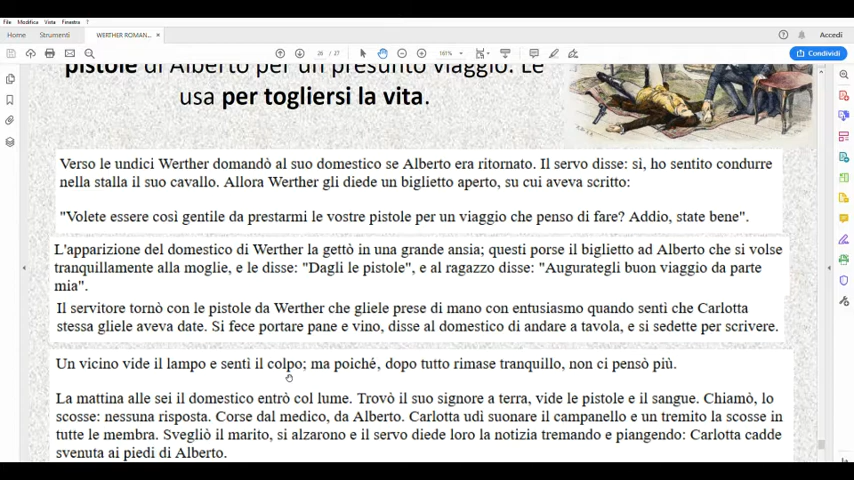 File Modifica Vista Finestra ?
Home Strumenti WERTHER ROMAN... × Accedi
26 / 27 161% Condividi
pistole di Alberto per un presunto viaggio. Le
usa per togliersi la vita.
Verso le undici Werther domandò al suo domestico se Alberto era ritornato. Il servo disse: sì, ho sentito condurre
nella stalla il suo cavallo. Allora Werther gli diede un biglietto aperto, su cui aveva scritto:
"Volete essere così gentile da prestarmi le vostre pistole per un viaggio che penso di fare? Addio, state bene".
L'apparizione del domestico di Werther la gettò in una grande ansia; questi porse il biglietto ad Alberto che si volse
tranquillamente alla moglie, e le disse: "Dagli le pistole", e al ragazzo disse: "Augurategli buon viaggio da parte
mia".
Il servitore tornò con le pistole da Werther che gliele prese di mano con entusiasmo quando sentì che Carlotta
stessa gliele aveva date. Si fece portare pane e vino, disse al domestico di andare a tavola, e si sedette per scrivere.
Un vicino vide il lampo e sentì il colpo; ma poiché, dopo tutto rimase tranquillo, non ci pensò più.
La mattina alle sei il domestico entrò col lume. Trovò il suo signore a terra, vide le pistole e il sangue. Chiamò, lo
scosse: nessuna risposta. Corse dal medico, da Alberto. Carlotta udì suonare il campanello e un tremito la scosse in
tutte le membra. Svegliò il marito, si alzarono e il servo diede loro la notizia tremando e piangendo: Carlotta cadde
svenuta ai piedi di Alberto.